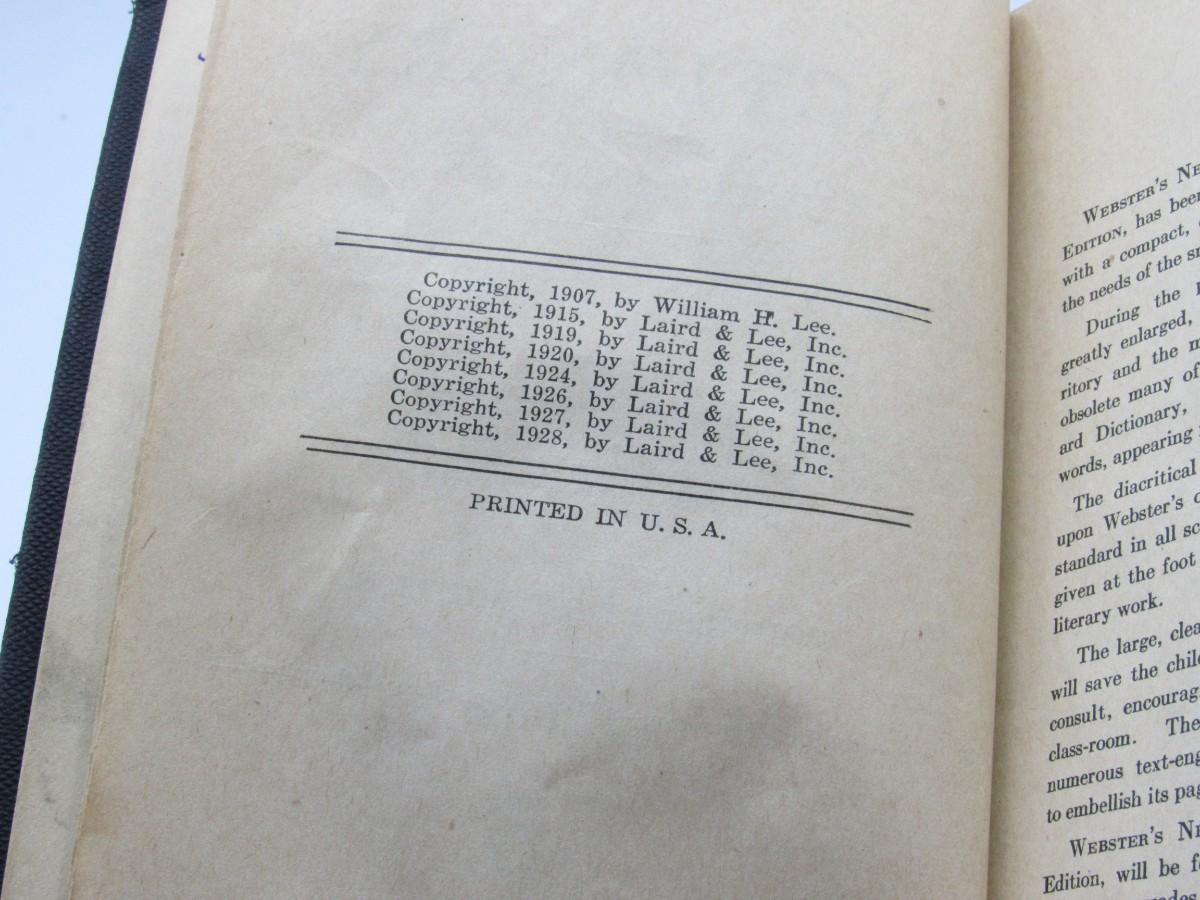 Copyright, 1907, by William H. Lee.
Copyright, 1915, by Laird & Lee, Inc.
Copyright, 1919, by Laird & Lee, Inc.
Copyright, 1920, by Laird & Lee, Inc.
Copyright, 1924, by Laird & Lee, Inc.
Copyright, 1926, by Laird & Lee, Inc.
Copyright, 1927, by Laird & Lee, Inc.
Copyright, 1928, by Laird & Lee, Inc.
PRINTED IN U. S. A.
WEBSTER'S
EDITION, has been
with a compact,
the needs of the
During the
greatly enlarged,
ritory and the
obsolete many of
ard Dictionary,
words, appearing
The diacritical
upon Webster's
standard in all
given at the foot
literary work.
The large,
will save the
consult,
class-room. The
numerous
to embellish its
WEBSTER'S
Edition, will be